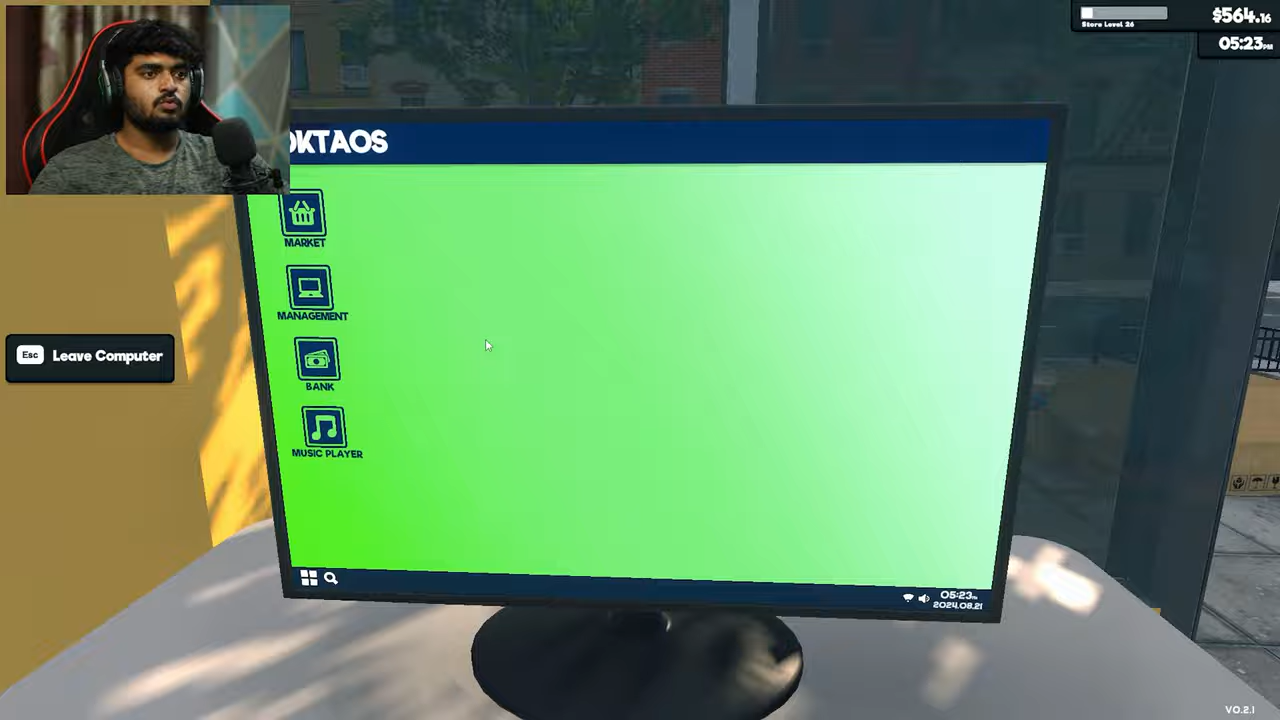 $564.16
Store Level 26
05:23PM
OKTAOS
MARKET
MANAGEMENT
Esc Leave Computer
BANK
MUSIC PLAYER
05:23
2024.08.21
V0.2.1